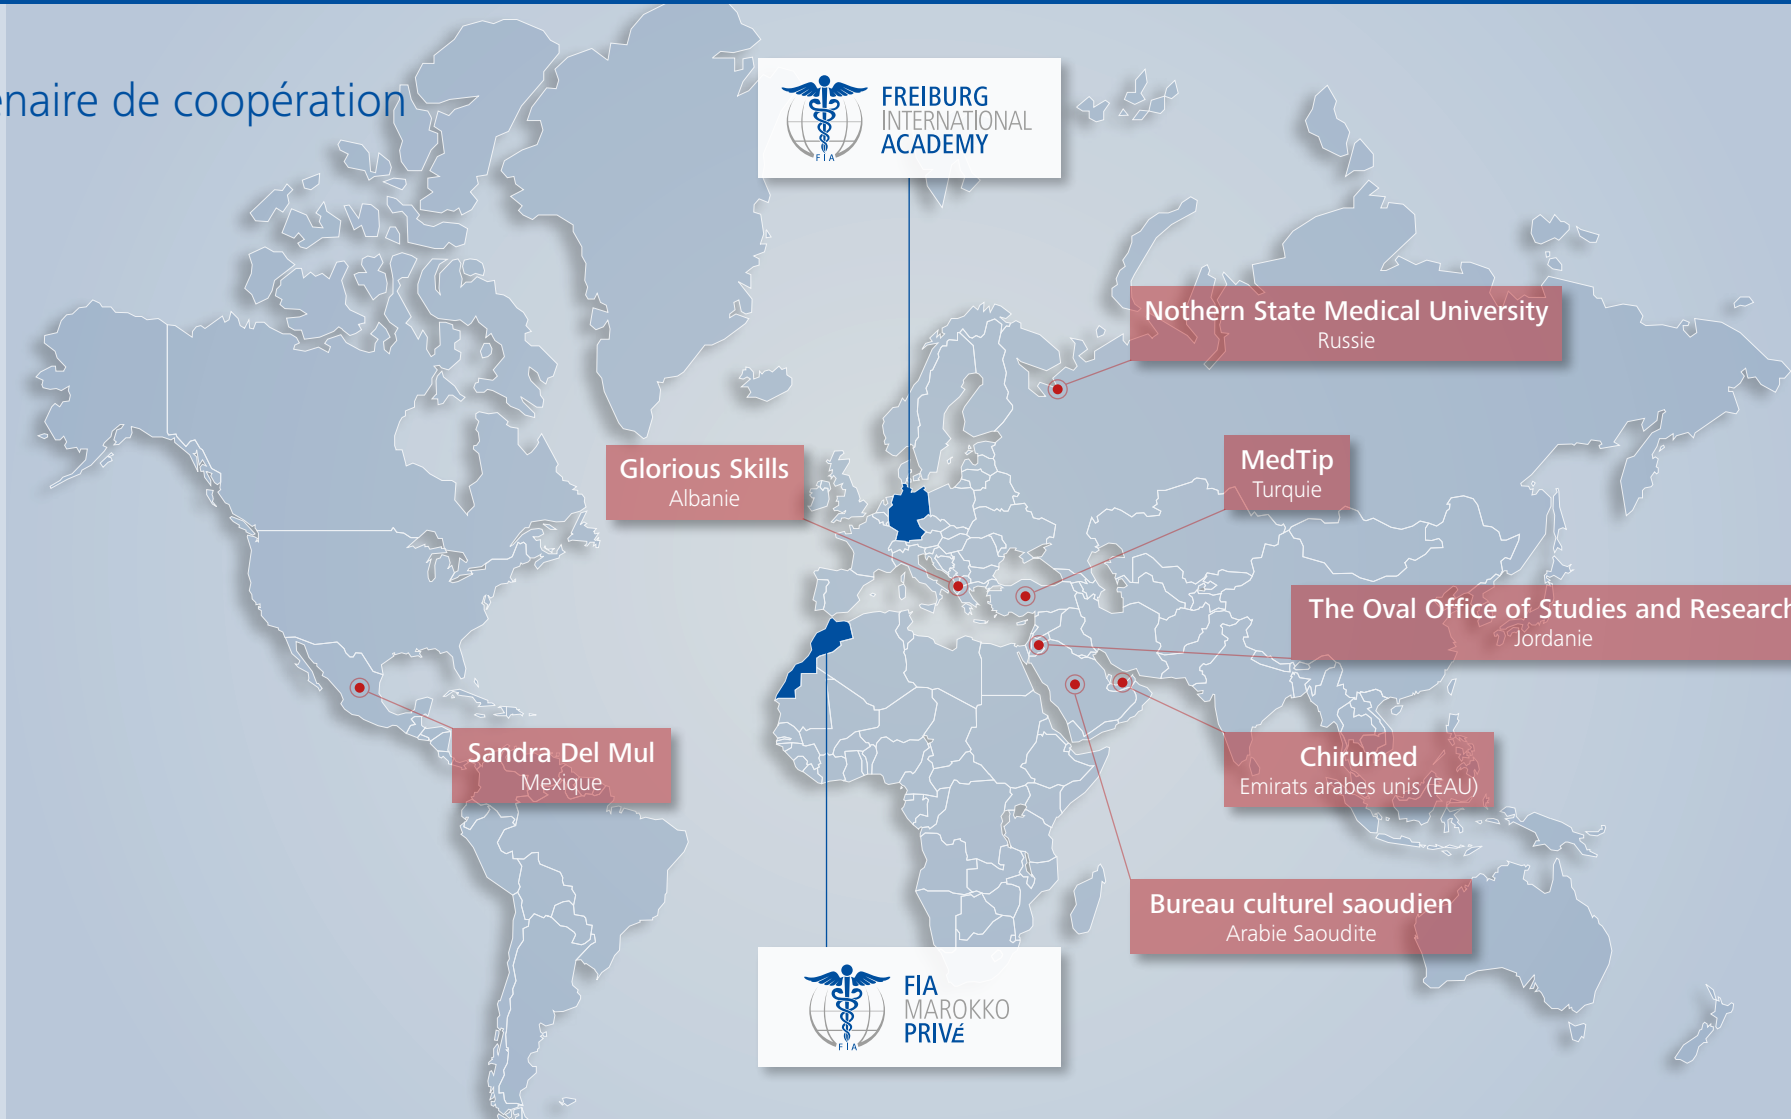 enaire de coopération
FREIBURG
INTERNATIONAL
ACADEMY
FIA
Nothern State Medical University
Russie
Glorious Skills
Albanie
MedTip
Turquie
The Oval Office of Studies and Research
Jordanie
Sandra Del Mul
Mexique
Chirumed
Emirats arabes unis (EAU)
Bureau culturel saoudien
Arabie Saoudite
FIA
MAROKKO
PRIVé
FIA